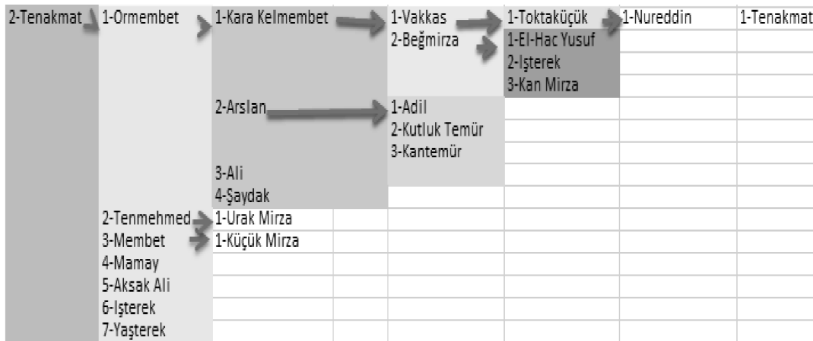 2-Tenakmat 1-Ormembet 1-Kara Kelmembet 1-Vakkas 1-Toktaküçük 1-Nureddin 1-Tenakmat
2-Beğmirza 1-El-Hac Yusuf
2-Işterek
3-Kan Mirza
2-Arslan 1-Adil
2-Kutluk Temür
3-Kantemür
3-Ali
4-Şaydak
2-Tenmehmed 1-Urak Mirza
3-Membet 1-Küçük Mirza
4-Mamay
5-Aksak Ali
6-Işterek
7-Yaşterek